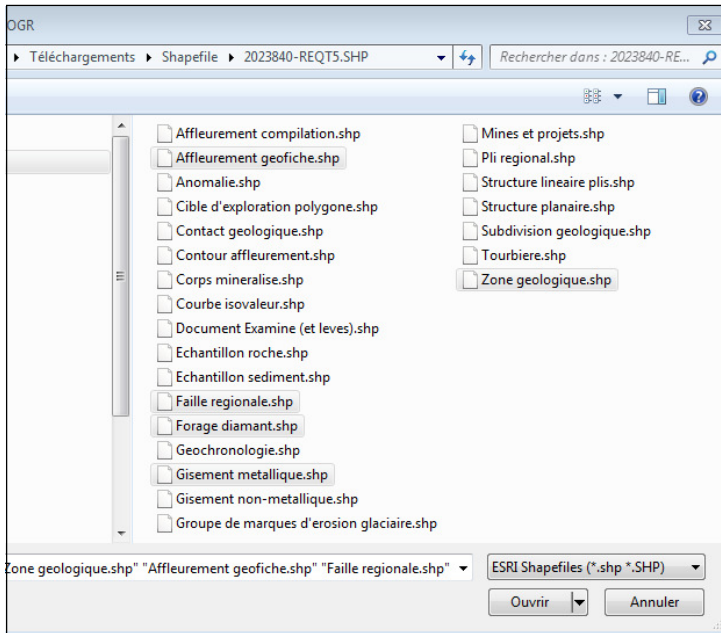 OGR
Téléchargements Shapefile 2023840-REQT5.SHP Rechercher dans : 2023840-RE...
Affleurement compilation.shp
Affleurement geofiche.shp
Anomalie.shp
Cible d'exploration polygone.shp
Contact geologique.shp
Contour affleurement.shp
Corps mineralise.shp
Courbe isovaleur.shp
Document Examine (et leves).shp
Echantillon roche.shp
Echantillon sediment.shp
Faille regionale.shp
Forage diamant.shp
Geochronologie.shp
Gisement metallique.shp
Gisement non-metallique.shp
Groupe de marques d'erosion glaciaire.shp
Mines et projets.shp
Pli regional.shp
Structure lineaire plis.shp
Structure planaire.shp
Subdivision geologique.shp
Tourbiere.shp
Zone geologique.shp
Zone geologique.shp" "Affleurement geofiche.shp" "Faille regionale.shp" ESRI Shapefiles (*.shp *.SHP)
Ouvrir Annuler